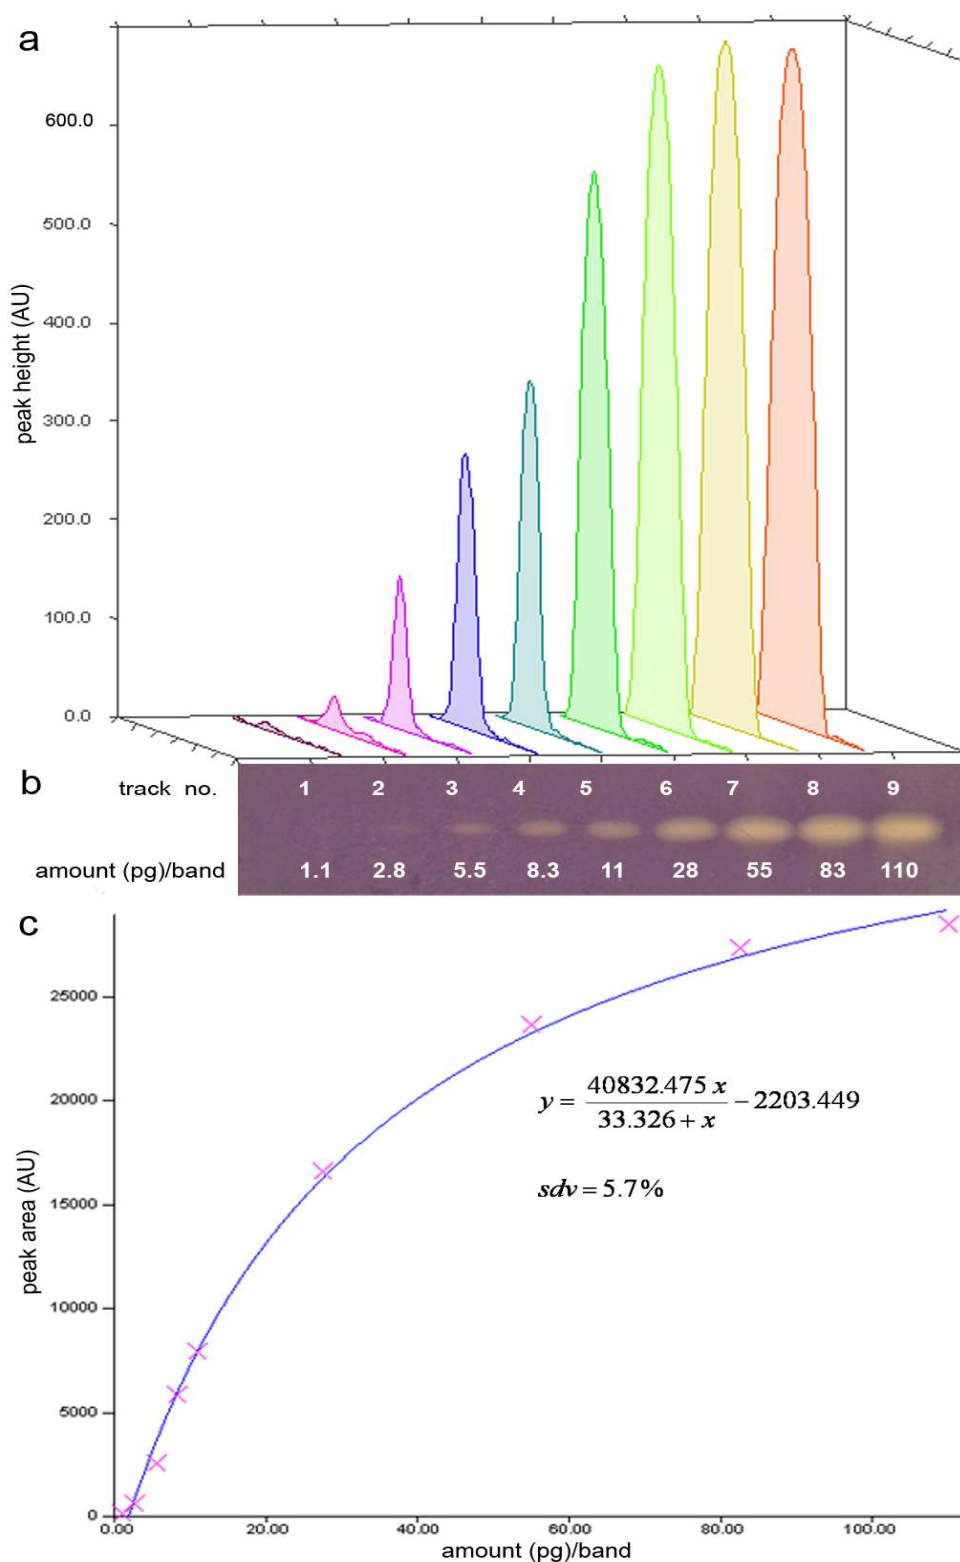 a
600.0
500.0
400.0
300.0
200.0
100.0
0.0
peak height (AU)
b
track no. 1 2 3 4 5 6 7 8 9
amount (pg)/band 1.1 2.8 5.5 8.3 11 28 55 83 110
c
25000
20000
15000
10000
5000
0
peak area (AU)
y = 40832.475 x / 33.326 + x − 2203.449
sdv = 5.7%
0.00 20.00 40.00 60.00 80.00 100.00
amount (pg)/band